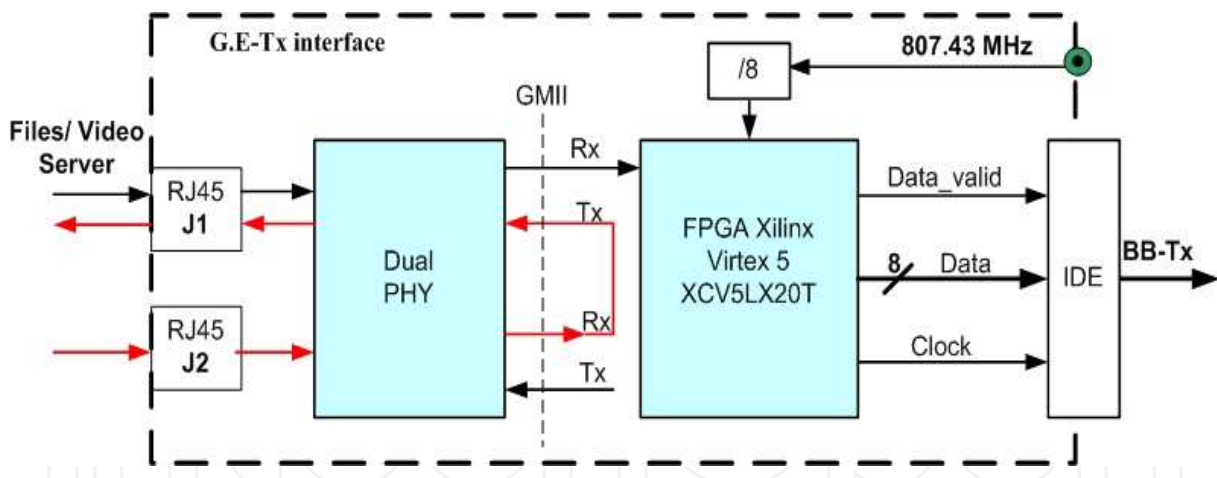 G.E-Tx interface
807.43 MHz
/8
GMII
Files/ Video
Server
Rx
RJ45
J1
Data_valid
Tx
Dual
PHY
FPGA Xilinx
Virtex 5
XCV5LX20T
8
Data
IDE
BB-Tx
RJ45
J2
Rx
Clock
Tx